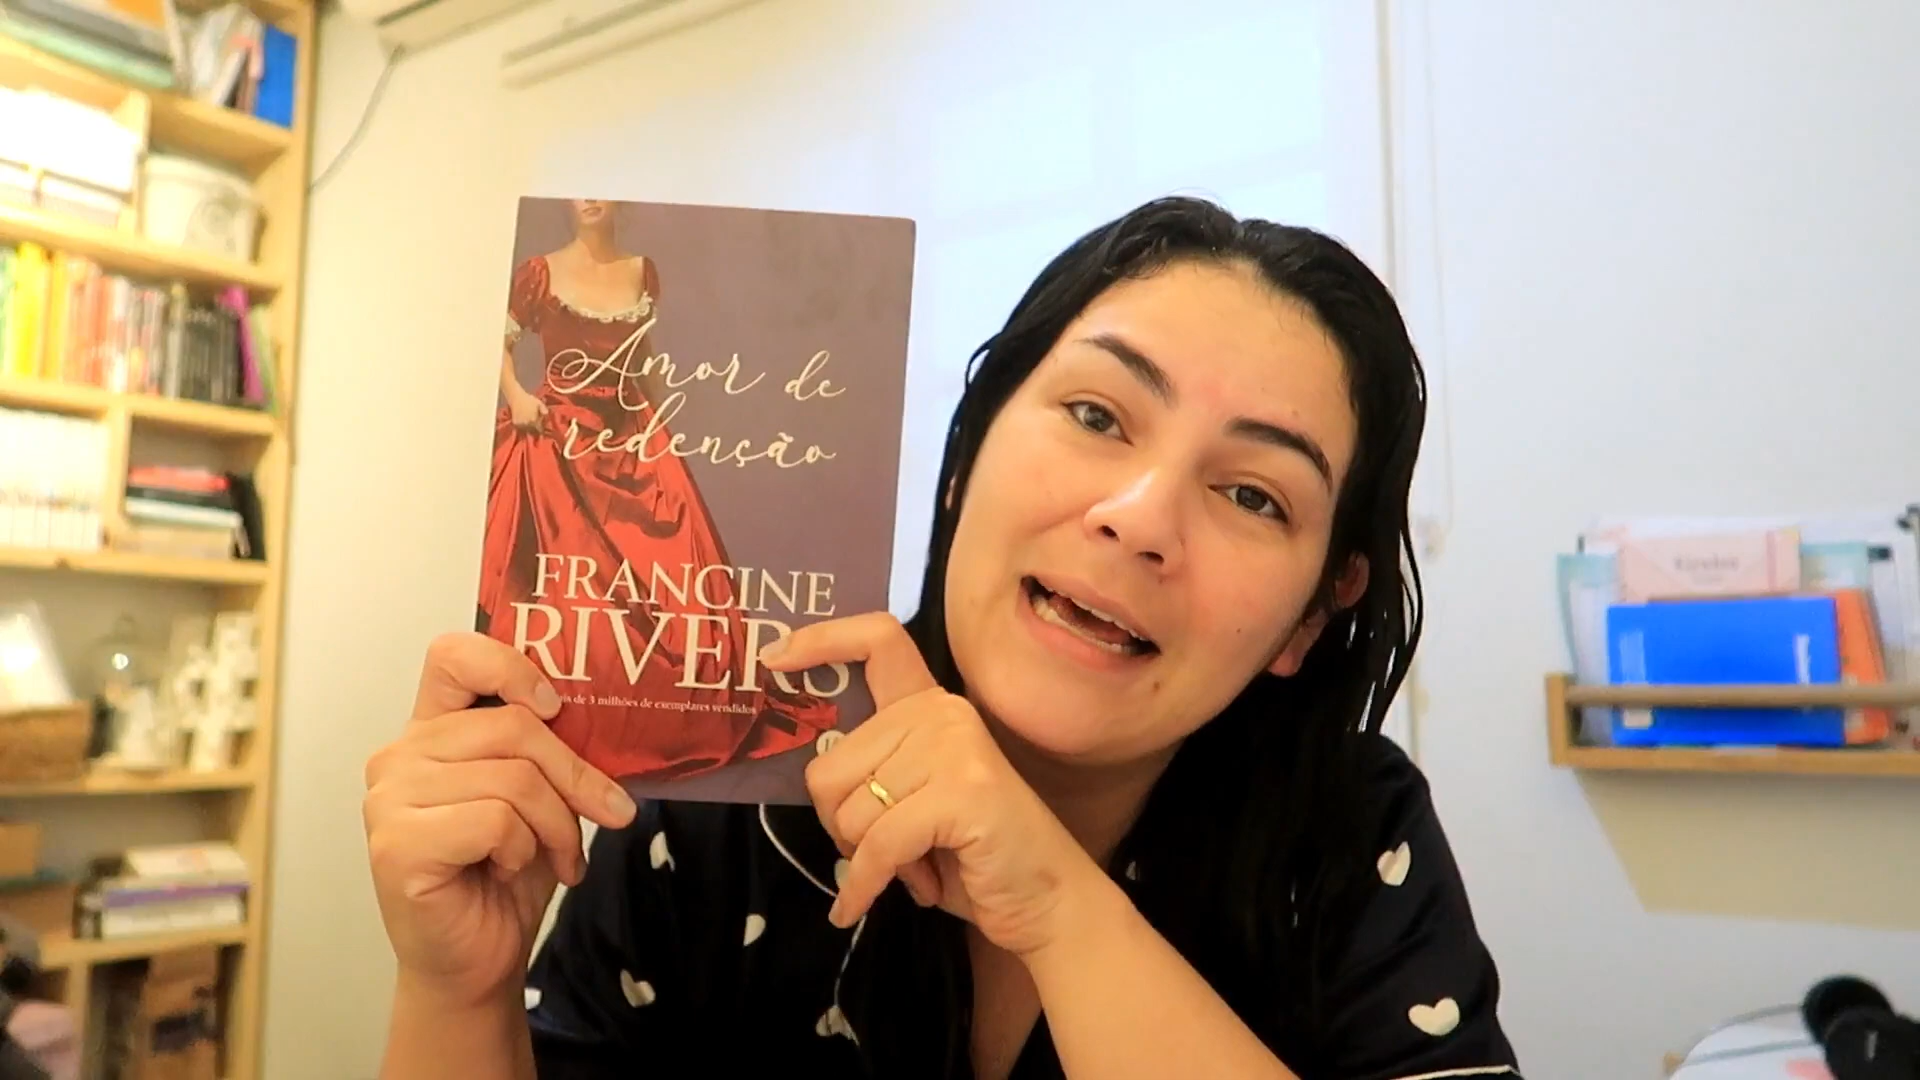 Amor de
redenção
FRANCINE
RIVERS
de 3 milhões de exemplares vendidos